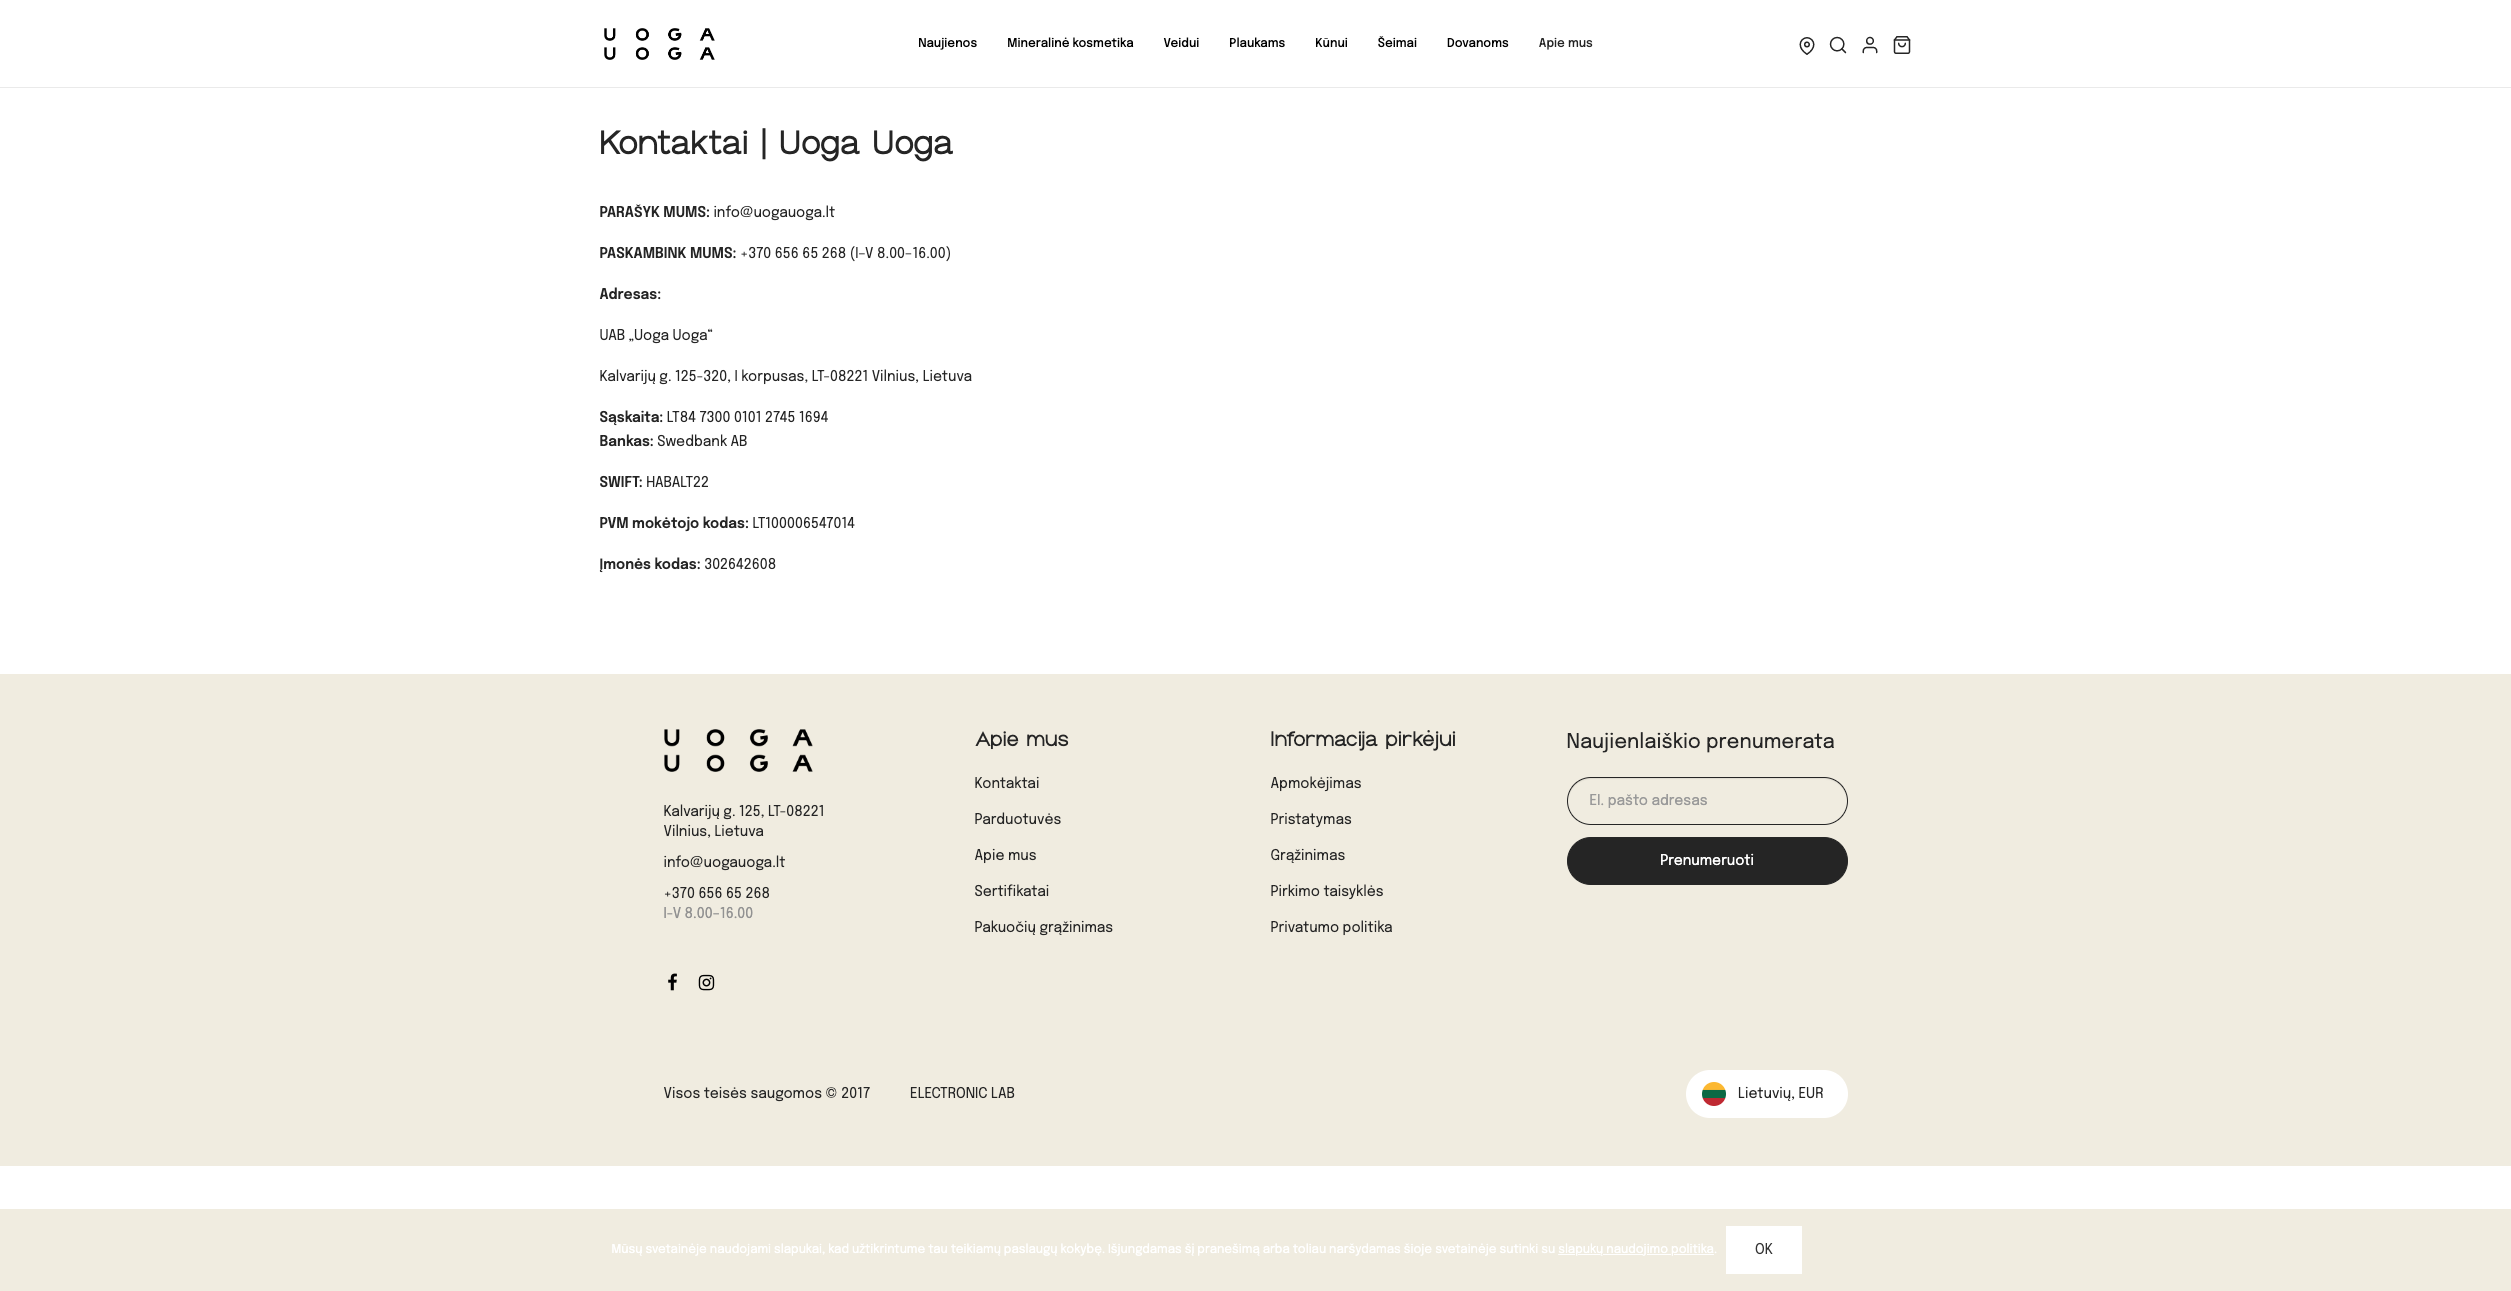 UOGA
UOGA
Naujienos
Mineralinė kosmetika
Veidui
Plaukams
Kūnui
Šeimai
Dovanoms
Apie mus
Kontaktai | Uoga Uoga
PARAŠYK MUMS: info@uogauoga.lt
PASKAMBINK MUMS: +370 656 65 268 (I–V 8.00–16.00)
Adresas:
UAB „Uoga Uoga“
Kalvarijų g. 125-320, I korpusas, LT-08221 Vilnius, Lietuva
Sąskaita: LT84 7300 0101 2745 1694
Bankas: Swedbank AB
SWIFT: HABALT22
PVM mokėtojo kodas: LT100006547014
Įmonės kodas: 302642608
UOGA
UOGA
Kalvarijų g. 125, LT-08221
Vilnius, Lietuva
info@uogauoga.lt
+370 656 65 268
I-V 8.00–16.00
Apie mus
Kontaktai
Parduotuvės
Apie mus
Sertifikatai
Pakuočių grąžinimas
Informacija pirkėjui
Apmokėjimas
Pristatymas
Grąžinimas
Pirkimo taisyklės
Privatumo politika
Naujienlaiškio prenumerata
El. pašto adresas
Prenumeruoti
Visos teisės saugomos © 2017
ELECTRONIC LAB
Lietuvių, EUR
Mūsų svetainėje naudojami slapukai, kad užtikrintume tau teikiamų paslaugų kokybę. Išjungdamas šį pranešimą arba toliau naršydamas šioje svetainėje sutinki su slapukų naudojimo politika.
OK